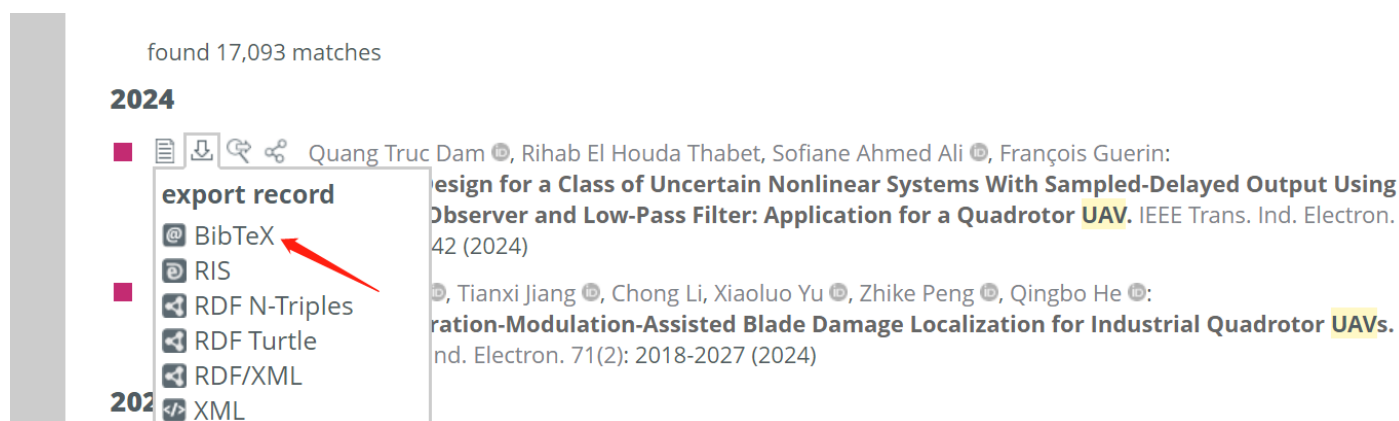 found 17,093 matches
2024
Quang Truc Dam, Rihab El Houda Thabet, Sofiane Ahmed Ali, François Guerin:
export record
esign for a Class of Uncertain Nonlinear Systems With Sampled-Delayed Output Using
Observer and Low-Pass Filter: Application for a Quadrotor UAV. IEEE Trans. Ind. Electron.
BibTeX
42 (2024)
RIS
, Tianxi Jiang, Chong Li, Xiaoluo Yu, Zhike Peng, Qingbo He:
RDF N-Triples
ration-Modulation-Assisted Blade Damage Localization for Industrial Quadrotor UAVs.
RDF Turtle
nd. Electron. 71(2): 2018-2027 (2024)
RDF/XML
202
XML